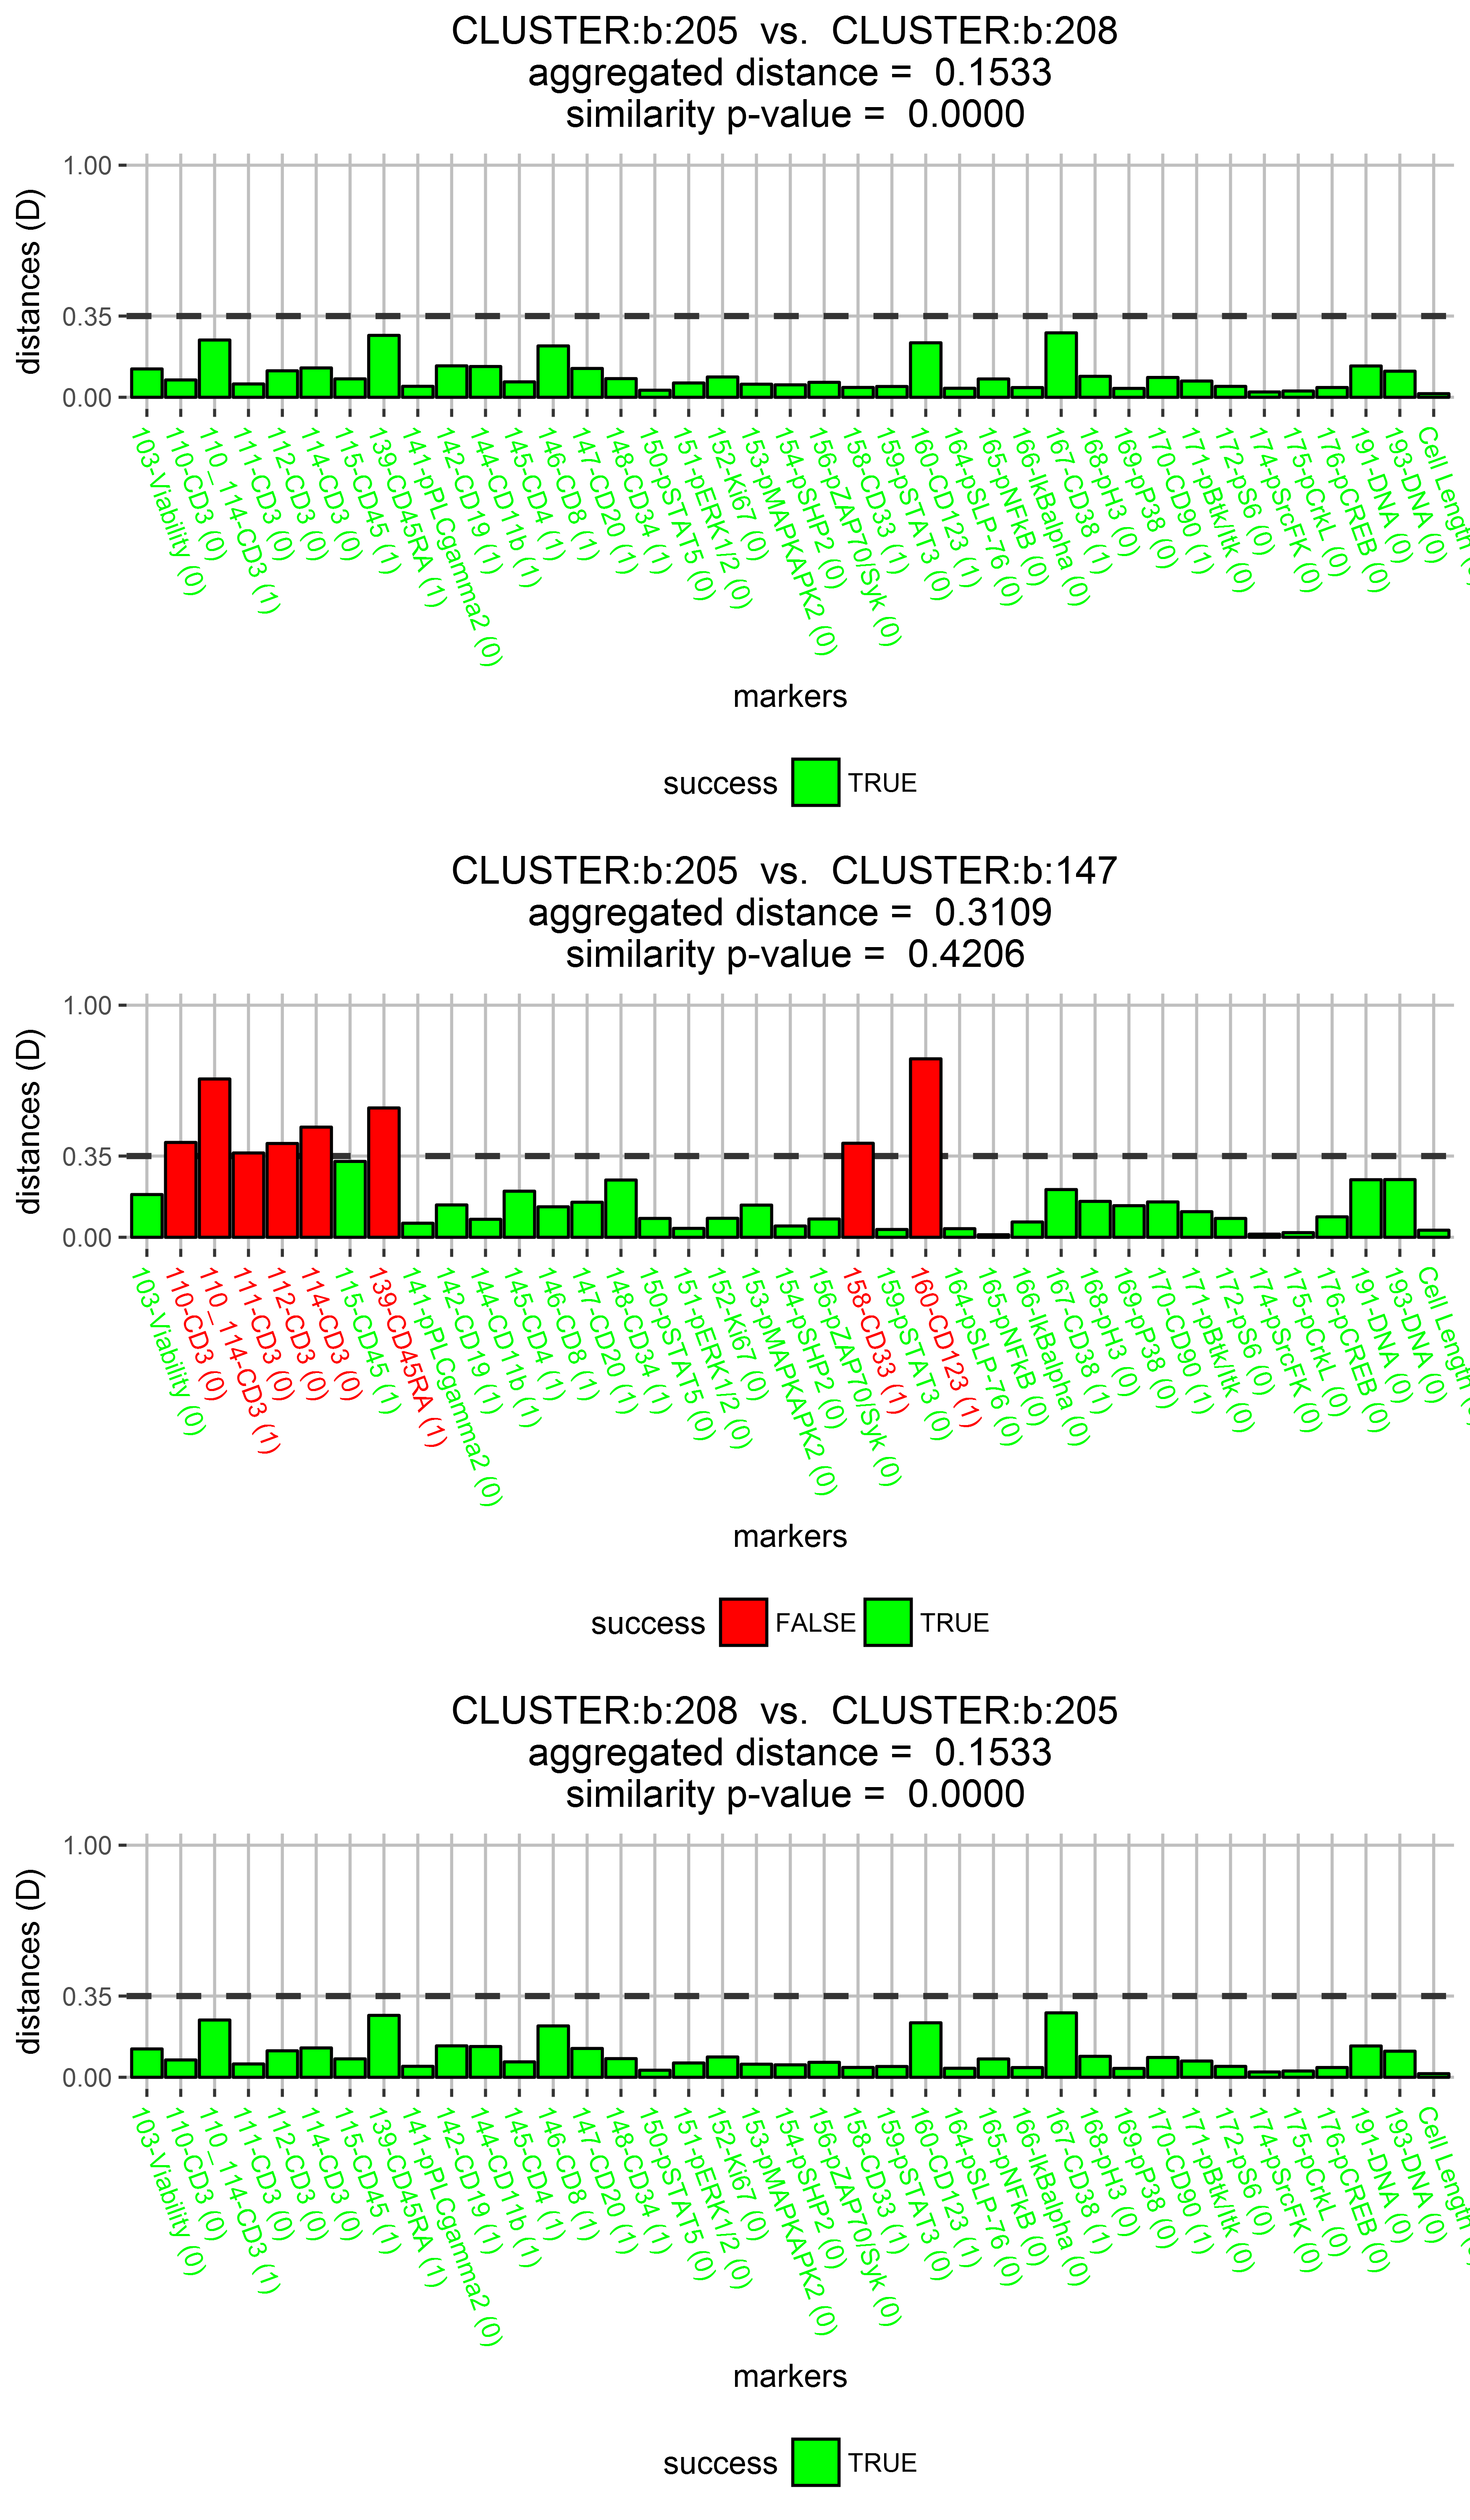 CLUSTER:b:205 vs. CLUSTER:b:208
aggregated distance = 0.1533
similarity p-value = 0.0000
distances (D)
1.00
0.35
0.00
103-Viability (0)
110-CD3 (0)
110_114-CD3 (1)
111-CD3 (0)
112-CD3 (0)
114-CD3 (0)
115-CD45 (1)
139-CD45RA (1)
141-pPLCgamma2 (0)
142-CD19 (1)
144-CD11b (1)
145-CD4 (1)
146-CD8 (1)
147-CD20 (1)
148-CD34 (1)
150-pSTAT5 (0)
151-pERK1/2 (0)
152-Ki67 (0)
153-pMAPKAPK2 (0)
154-pSHP2 (0)
156-pZAP70/Syk (0)
158-CD33 (1)
159-pSTAT3 (0)
160-CD123 (1)
164-pSLP-76 (0)
165-pNFkB (0)
166-IkBalpha (0)
167-CD38 (1)
168-pH3 (0)
169-pP38 (0)
170-CD90 (1)
171-pBtk/Itk (0)
172-pS6 (0)
174-pSrcFK (0)
175-pCrkL (0)
176-pCREB (0)
191-DNA (0)
193-DNA (0)
Cell Length
markers
success TRUE
CLUSTER:b:205 vs. CLUSTER:b:147
aggregated distance = 0.3109
similarity p-value = 0.4206
distances (D)
1.00
0.35
0.00
103-Viability (0)
110-CD3 (0)
110_114-CD3 (1)
111-CD3 (0)
112-CD3 (0)
114-CD3 (0)
115-CD45 (1)
139-CD45RA (1)
141-pPLCgamma2 (0)
142-CD19 (1)
144-CD11b (1)
145-CD4 (1)
146-CD8 (1)
147-CD20 (1)
148-CD34 (1)
150-pSTAT5 (0)
151-pERK1/2 (0)
152-Ki67 (0)
153-pMAPKAPK2 (0)
154-pSHP2 (0)
156-pZAP70/Syk (0)
158-CD33 (1)
159-pSTAT3 (0)
160-CD123 (1)
164-pSLP-76 (0)
165-pNFkB (0)
166-IkBalpha (0)
167-CD38 (1)
168-pH3 (0)
169-pP38 (0)
170-CD90 (1)
171-pBtk/Itk (0)
172-pS6 (0)
174-pSrcFK (0)
175-pCrkL (0)
176-pCREB (0)
191-DNA (0)
193-DNA (0)
Cell Length
markers
success FALSE TRUE
CLUSTER:b:208 vs. CLUSTER:b:205
aggregated distance = 0.1533
similarity p-value = 0.0000
distances (D)
1.00
0.35
0.00
103-Viability (0)
110-CD3 (0)
110_114-CD3 (1)
111-CD3 (0)
112-CD3 (0)
114-CD3 (0)
115-CD45 (1)
139-CD45RA (1)
141-pPLCgamma2 (0)
142-CD19 (1)
144-CD11b (1)
145-CD4 (1)
146-CD8 (1)
147-CD20 (1)
148-CD34 (1)
150-pSTAT5 (0)
151-pERK1/2 (0)
152-Ki67 (0)
153-pMAPKAPK2 (0)
154-pSHP2 (0)
156-pZAP70/Syk (0)
158-CD33 (1)
159-pSTAT3 (0)
160-CD123 (1)
164-pSLP-76 (0)
165-pNFkB (0)
166-IkBalpha (0)
167-CD38 (1)
168-pH3 (0)
169-pP38 (0)
170-CD90 (1)
171-pBtk/Itk (0)
172-pS6 (0)
174-pSrcFK (0)
175-pCrkL (0)
176-pCREB (0)
191-DNA (0)
193-DNA (0)
Cell Length
markers
success TRUE